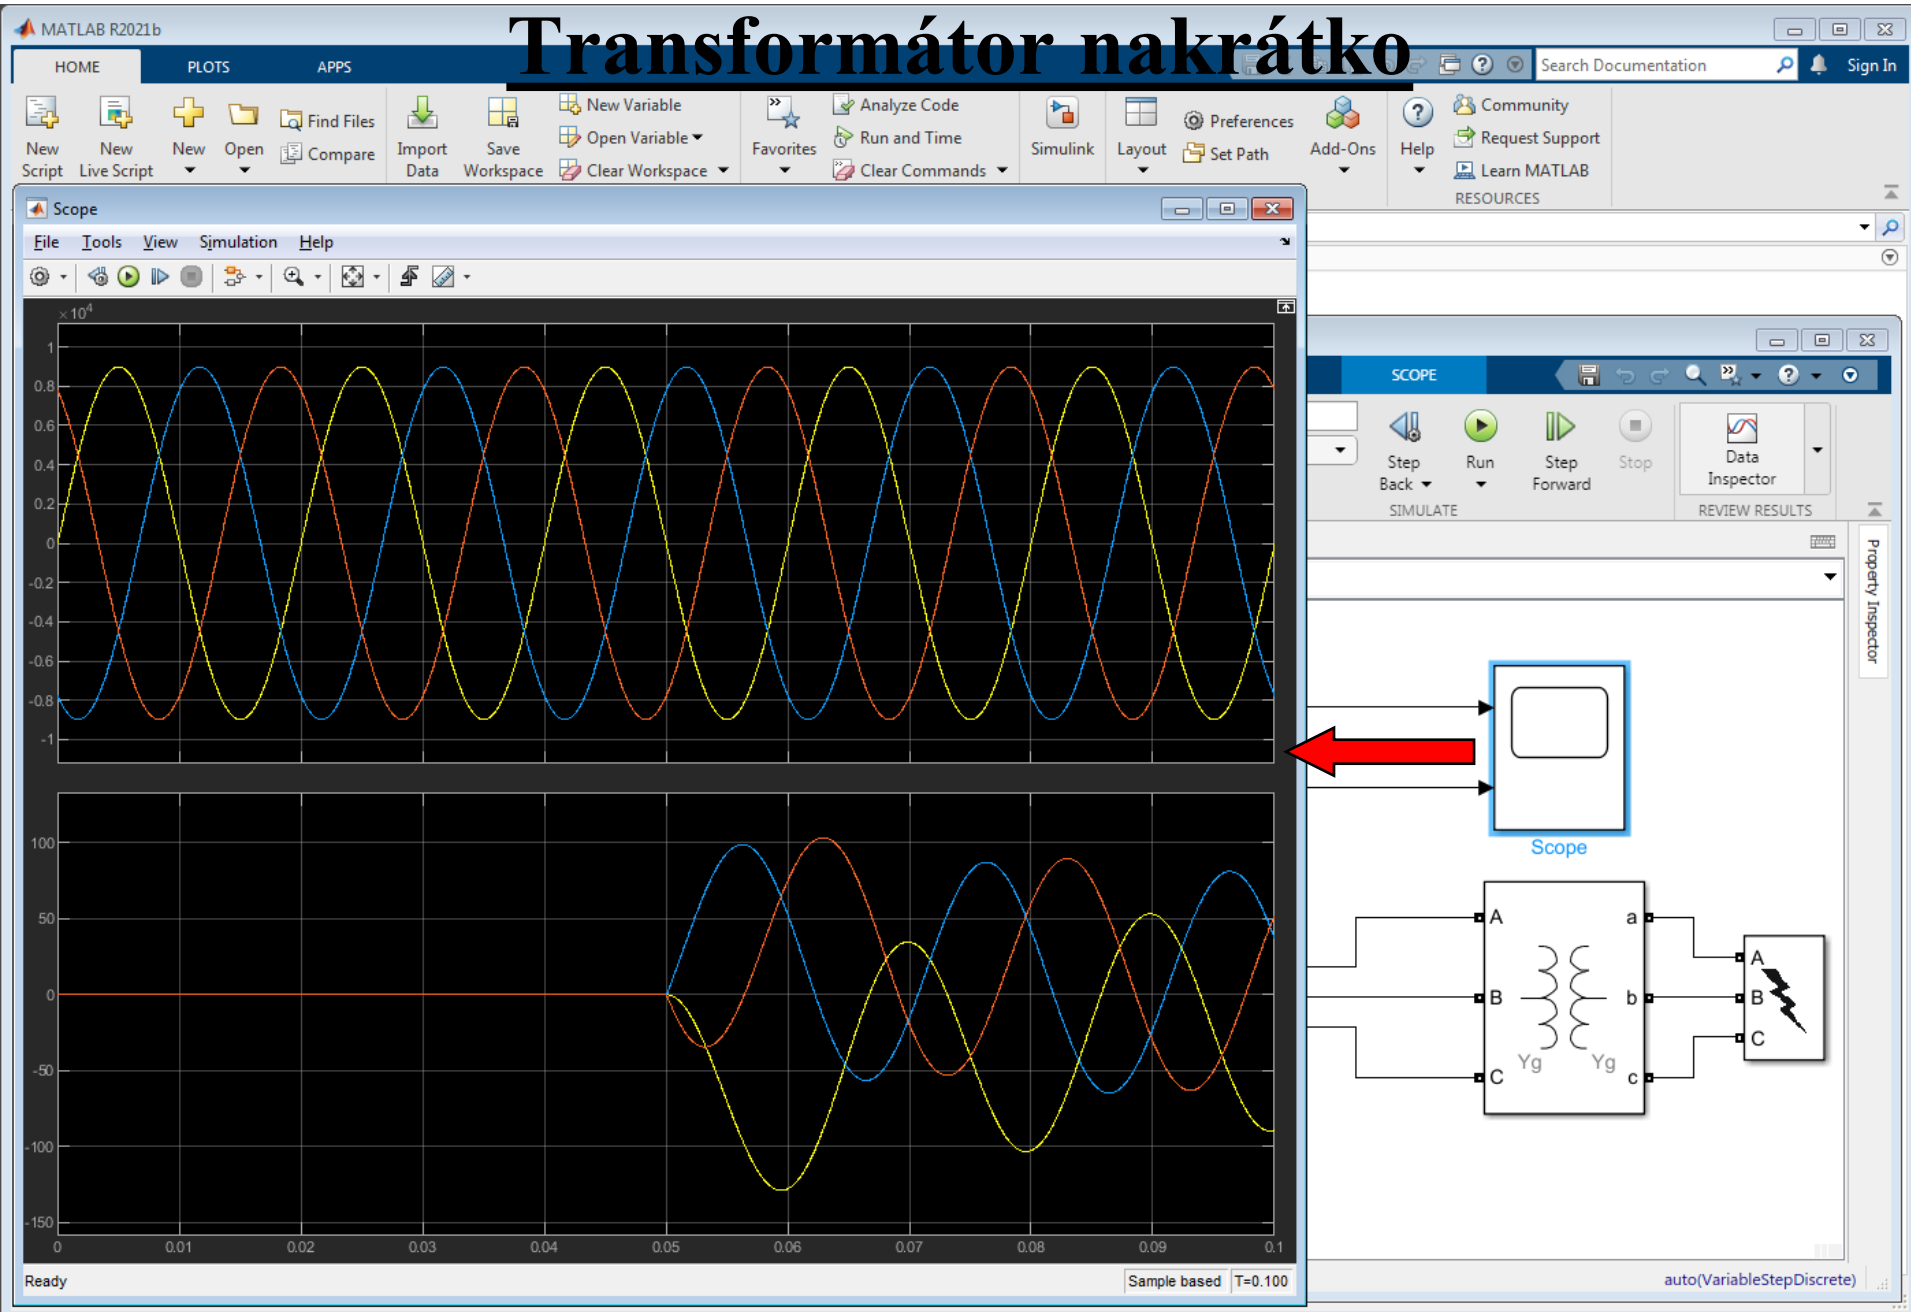 Transformátor nakrátko
MATLAB R2021b
HOME PLOTS APPS
Search Documentation
Sign In
New Script
New Live Script
New
Open
Find Files
Compare
Import Data
Save Workspace
New Variable
Open Variable
Clear Workspace
Favorites
Analyze Code
Run and Time
Clear Commands
Simulink
Layout
Preferences
Set Path
Add-Ons
Help
Community
Request Support
Learn MATLAB
RESOURCES
Scope
File Tools View Simulation Help
×10⁴
1
0.8
0.6
0.4
0.2
0
-0.2
-0.4
-0.6
-0.8
-1
100
50
0
-50
-100
-150
0 0.01 0.02 0.03 0.04 0.05 0.06 0.07 0.08 0.09 0.1
Ready
Sample based T=0.100
SCOPE
Step Back
Run
Step Forward
Stop
Data Inspector
SIMULATE
REVIEW RESULTS
Property Inspector
Scope
A a
B b
C c
Yg Yg
A
B
C
auto(VariableStepDiscrete)